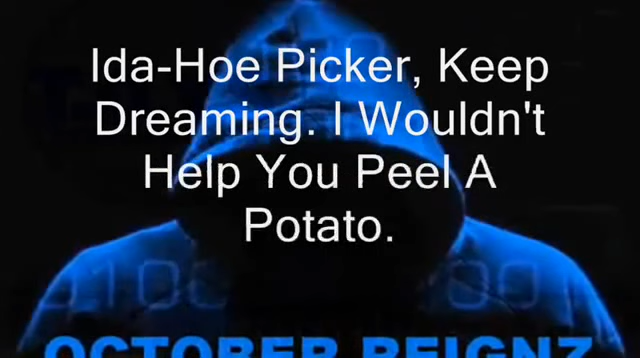 Ida-Hoe Picker, Keep
Dreaming. I Wouldn't
Help You Peel A
Potato.
OCTOBER REIGNZ